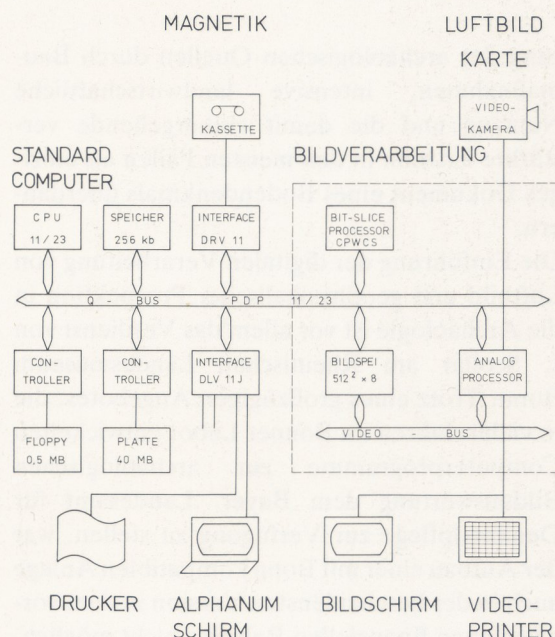 MAGNETIK
LUFTBILD
KARTE
KASSETTE
VIDEO-
KAMERA
STANDARD
COMPUTER
BILDVERARBEITUNG
CPU
11/23
SPEICHER
256 kb
INTERFACE
DRV 11
BIT-SLICE
PROCESSOR
CPWCS
Q - BUS PDP 11/23
CON-
TROLLER
CON-
TROLLER
INTERFACE
DLV 11J
BILDSPEI
512² × 8
ANALOG
PROCESSOR
VIDEO - BUS
FLOPPY
0,5 MB
PLATTE
40 MB
DRUCKER
ALPHANUM
SCHIRM
BILDSCHIRM
VIDEO
PRINTER